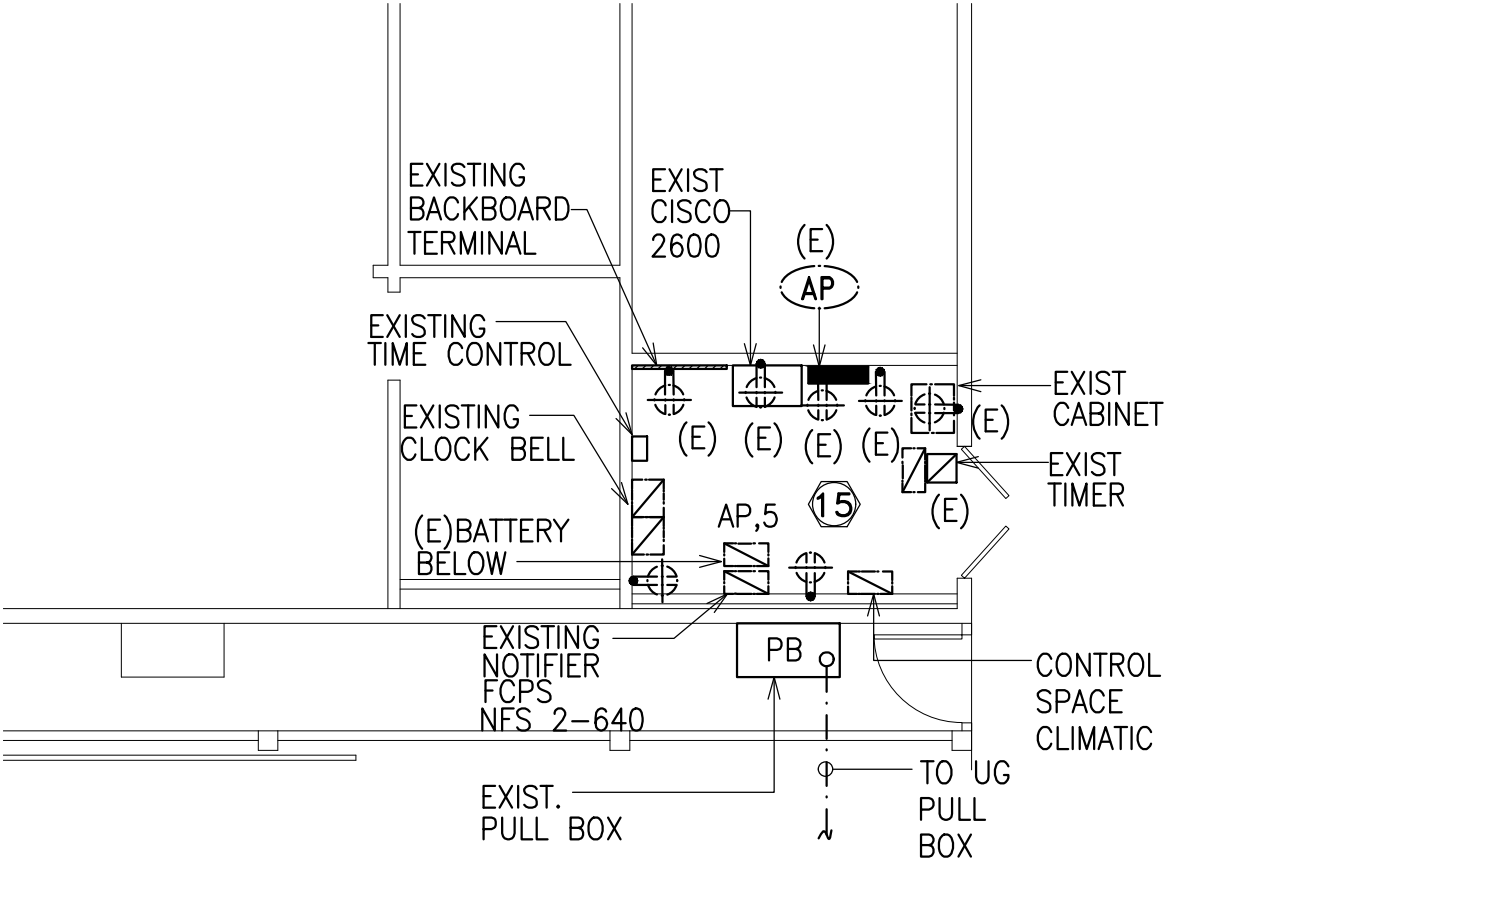 EXISTING
BACKBOARD
TERMINAL
EXIST
CISCO
2600
(E)
AP
EXISTING
TIME CONTROL
EXIST
CABINET
EXISTING
CLOCK BELL
(E)
(E)
(E)
(E)
(E)
EXIST
TIMER
(E)
15
AP,5
(E)BATTERY
BELOW
EXISTING
NOTIFIER
FCPS
NFS 2-640
PB
CONTROL
SPACE
CLIMATIC
EXIST.
PULL BOX
TO UG
PULL
BOX